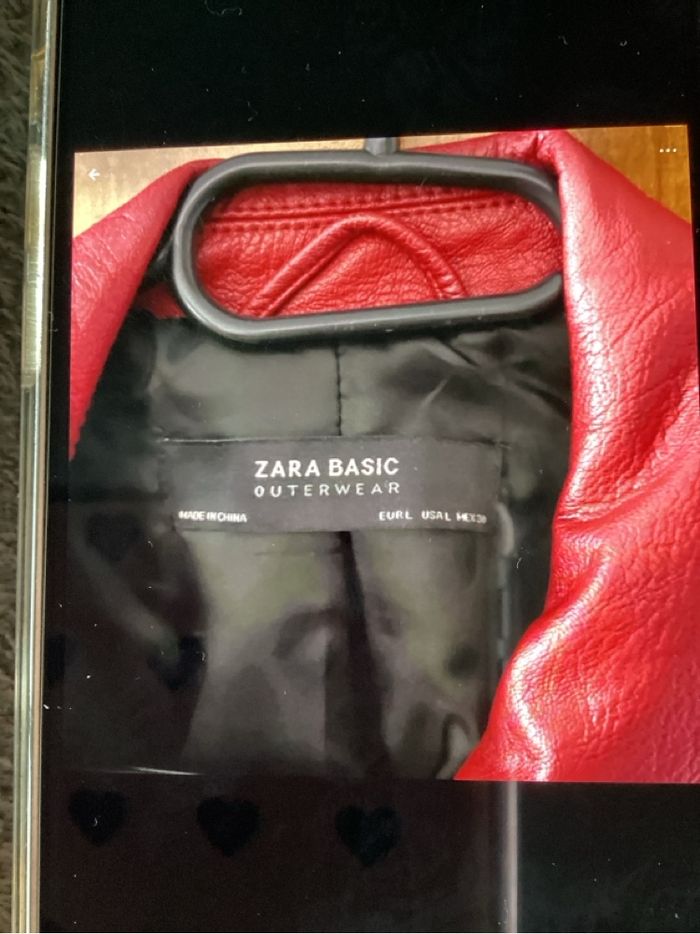 ZARA BASIC
OUTERWEAR
MADE IN CHINA EUR L USA L MEX 30